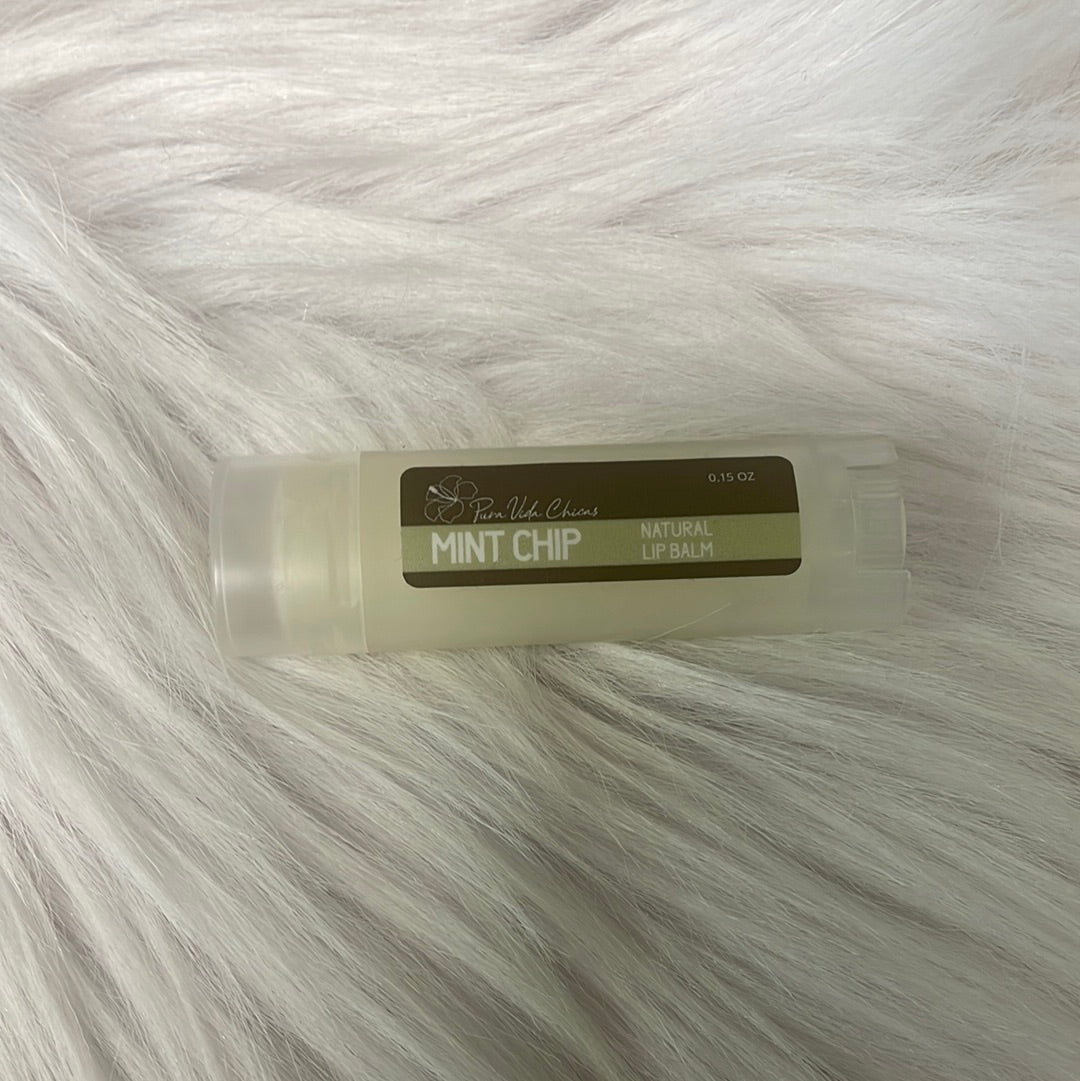 0.15 OZ
Pura Vida Chicas
MINT CHIP
NATURAL
LIP BALM